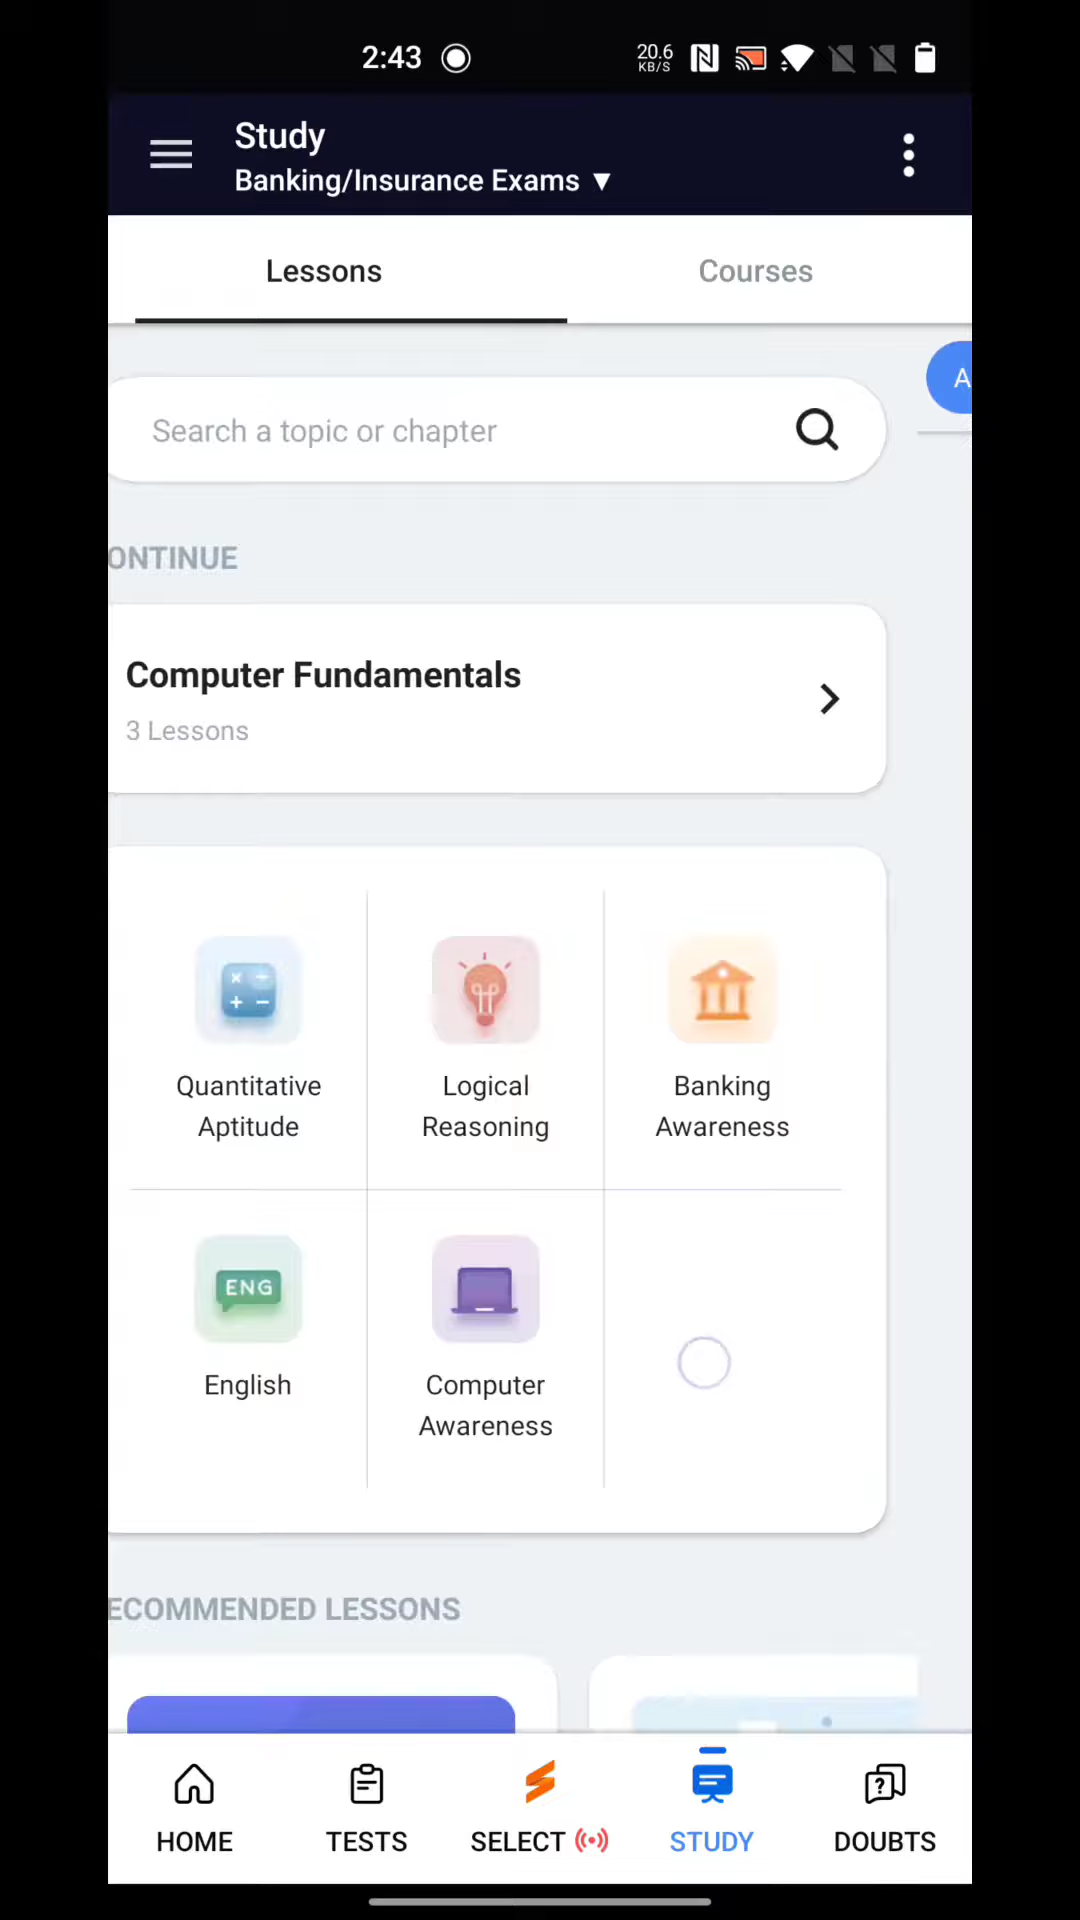 2:43
20.6
KB/S
Study
Banking/Insurance Exams ▼
Lessons
Courses
A
Search a topic or chapter
ONTINUE
Computer Fundamentals
3 Lessons
Quantitative
Aptitude
Logical
Reasoning
Banking
Awareness
ENG
English
Computer
Awareness
ECOMMENDED LESSONS
HOME
TESTS
SELECT
STUDY
DOUBTS